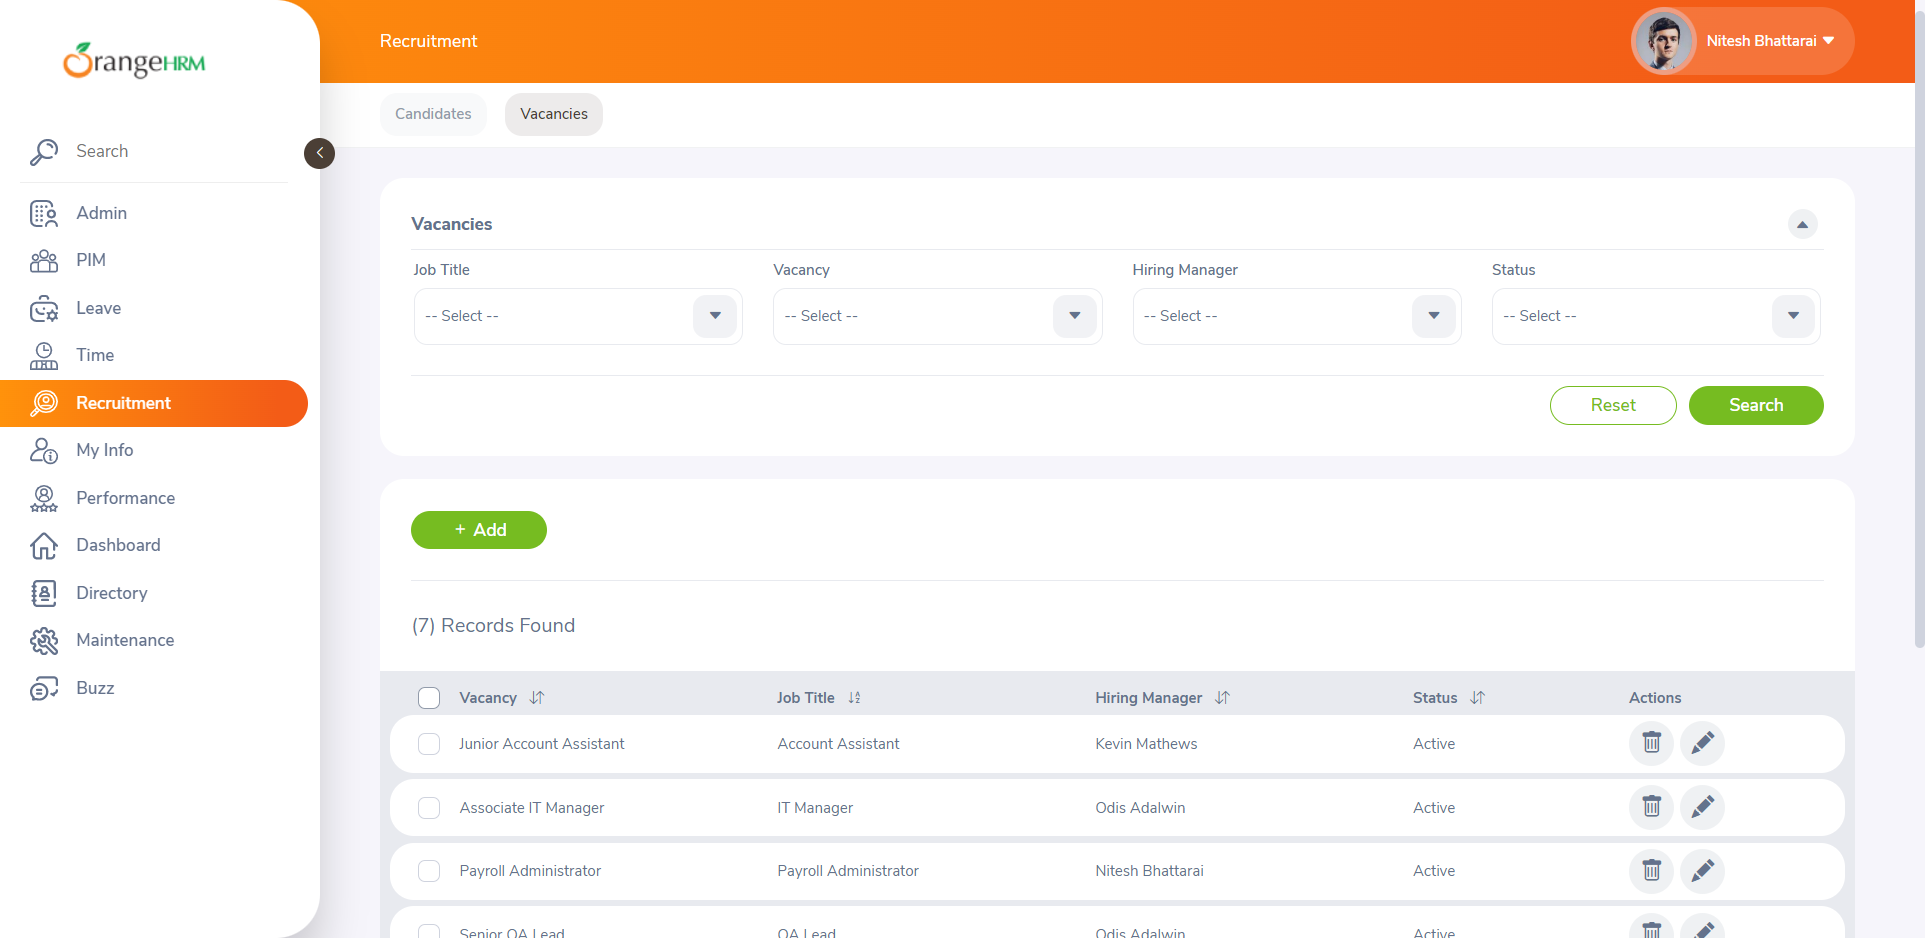 OrangeHRM
Recruitment
Nitesh Bhattarai
Candidates
Vacancies
Search
Admin
PIM
Leave
Time
Recruitment
My Info
Performance
Dashboard
Directory
Maintenance
Buzz
Vacancies
Job Title
Vacancy
Hiring Manager
Status
-- Select --
-- Select --
-- Select --
-- Select --
Reset
Search
+ Add
(7) Records Found
Vacancy
Job Title
Hiring Manager
Status
Actions
Junior Account Assistant
Account Assistant
Kevin Mathews
Active
Associate IT Manager
IT Manager
Odis Adalwin
Active
Payroll Administrator
Payroll Administrator
Nitesh Bhattarai
Active
Senior QA Lead
QA Lead
Odis Adalwin
Active